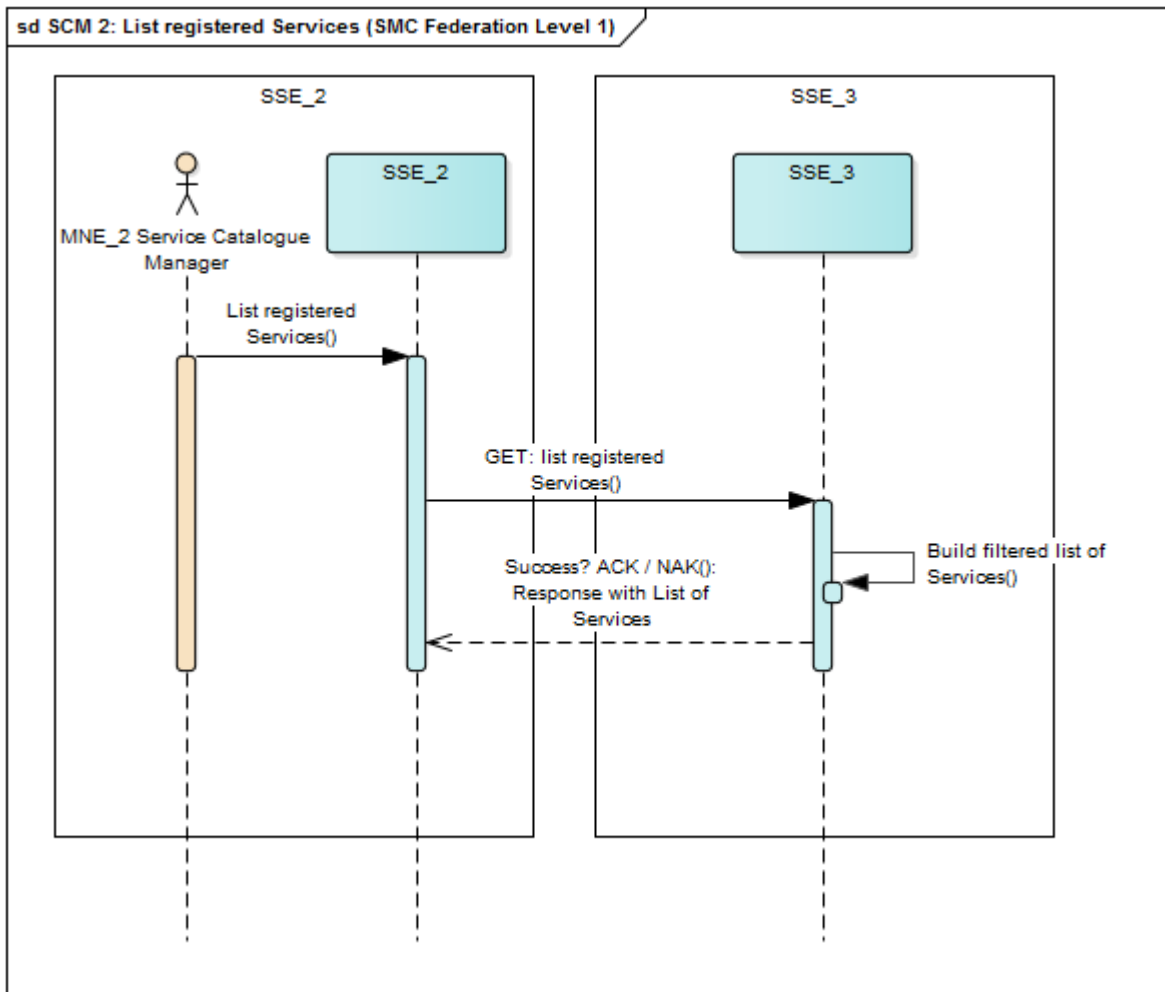 sd SCM 2: List registered Services (SMC Federation Level 1)
SSE_2
SSE_3
SSE_2
SSE_3
MNE_2 Service Catalogue
Manager
List registered
Services()
GET: list registered
Services()
Build filtered list of
Services()
Success? ACK / NAK():
Response with List of
Services